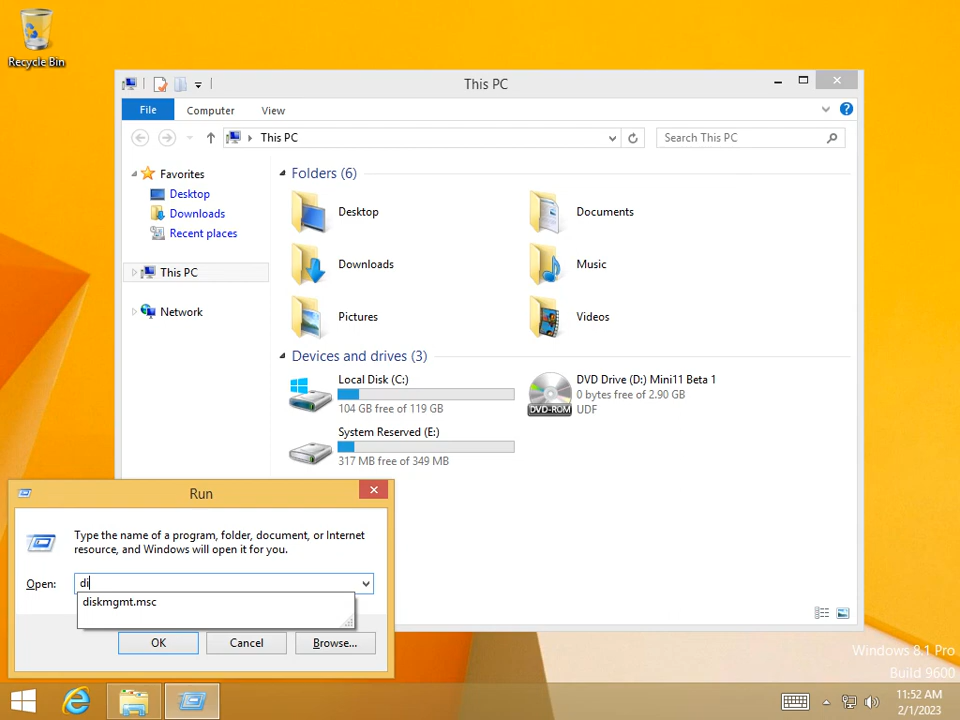 Recycle Bin
This PC
File
Computer
View
This PC
Search This PC
Favorites
Desktop
Downloads
Recent places
This PC
Network
Folders (6)
Desktop
Documents
Downloads
Music
Pictures
Videos
Devices and drives (3)
Local Disk (C:)
104 GB free of 119 GB
DVD Drive (D:) Mini11 Beta 1
0 bytes free of 2.90 GB
UDF
DVD-ROM
System Reserved (E:)
317 MB free of 349 MB
Run
Type the name of a program, folder, document, or Internet
resource, and Windows will open it for you.
Open:
di
diskmgmt.msc
OK
Cancel
Browse...
Windows 8.1 Pro
Build 9600
11:52 AM
2/1/2023